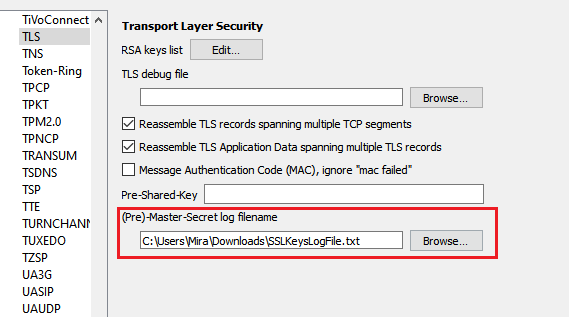 TiVoConnect
TLS
TNS
Token-Ring
TPCP
TPKT
TPM2.0
TPNCP
TRANSUM
TSDNS
TSP
TTE
TURNCHANN
TUXEDO
TZSP
UA3G
UASIP
UAUDP
Transport Layer Security
RSA keys list Edit...
TLS debug file
Browse...
Reassemble TLS records spanning multiple TCP segments
Reassemble TLS Application Data spanning multiple TLS records
Message Authentication Code (MAC), ignore "mac failed"
Pre-Shared-Key
(Pre)-Master-Secret log filename
C:\Users\Mira\Downloads\SSLKeysLogFile.txt Browse...